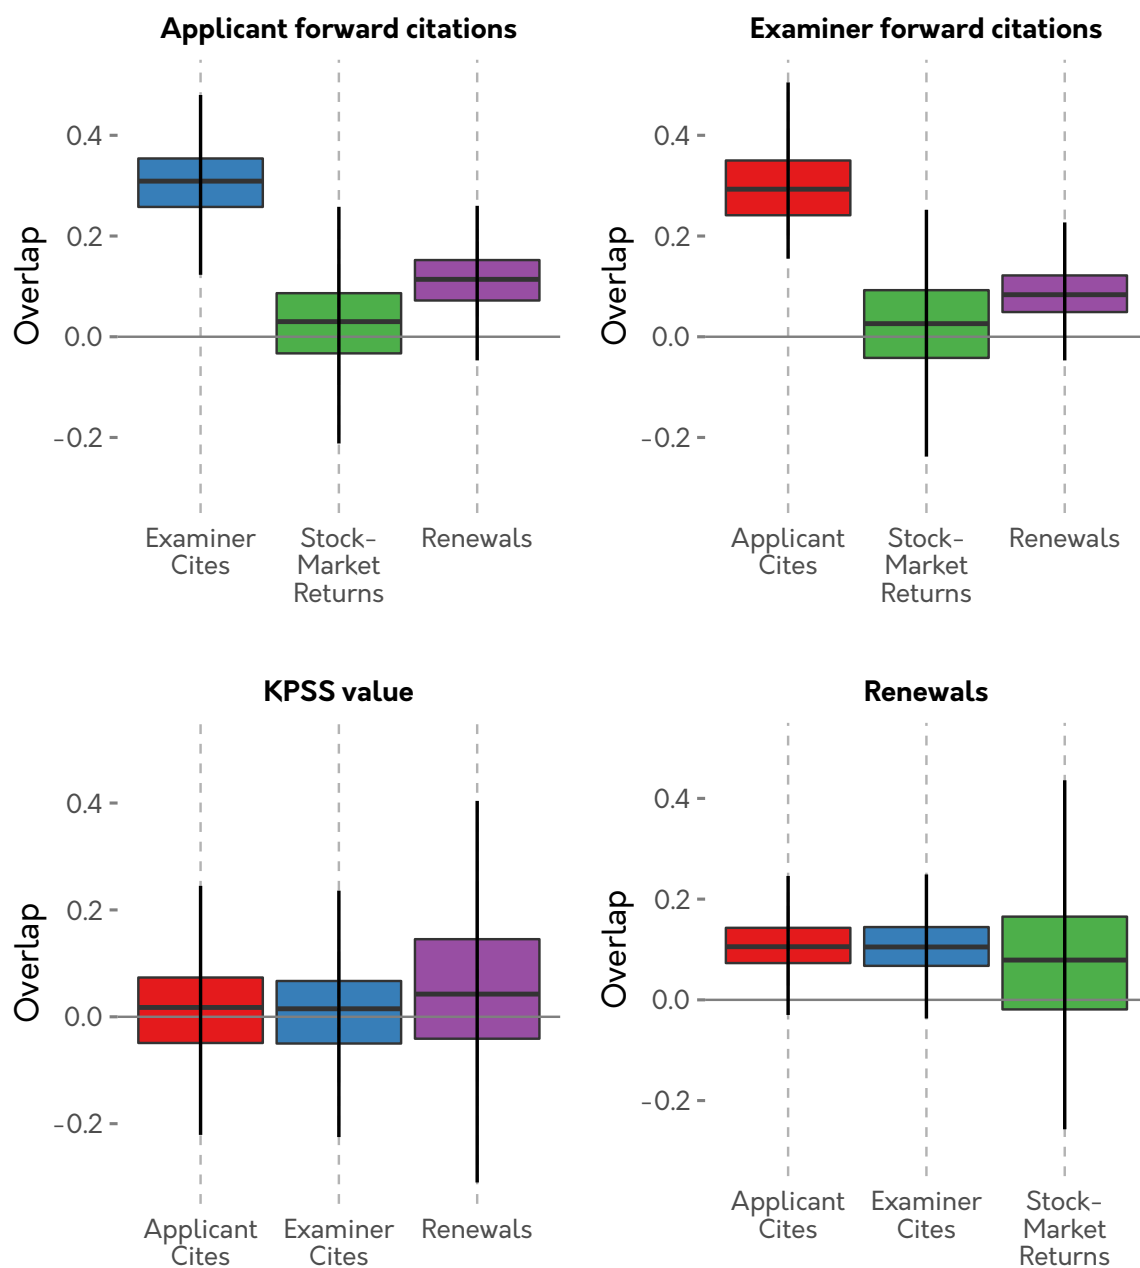 Applicant forward citations
Overlap
0.4
0.2
0.0
-0.2
Examiner
Cites
Stock-
Market
Returns
Renewals
Examiner forward citations
Overlap
0.4
0.2
0.0
-0.2
Applicant
Cites
Stock-
Market
Returns
Renewals
KPSS value
Overlap
0.4
0.2
0.0
-0.2
Applicant
Cites
Examiner
Cites
Renewals
Renewals
Overlap
0.4
0.2
0.0
-0.2
Applicant
Cites
Examiner
Cites
Stock-
Market
Returns